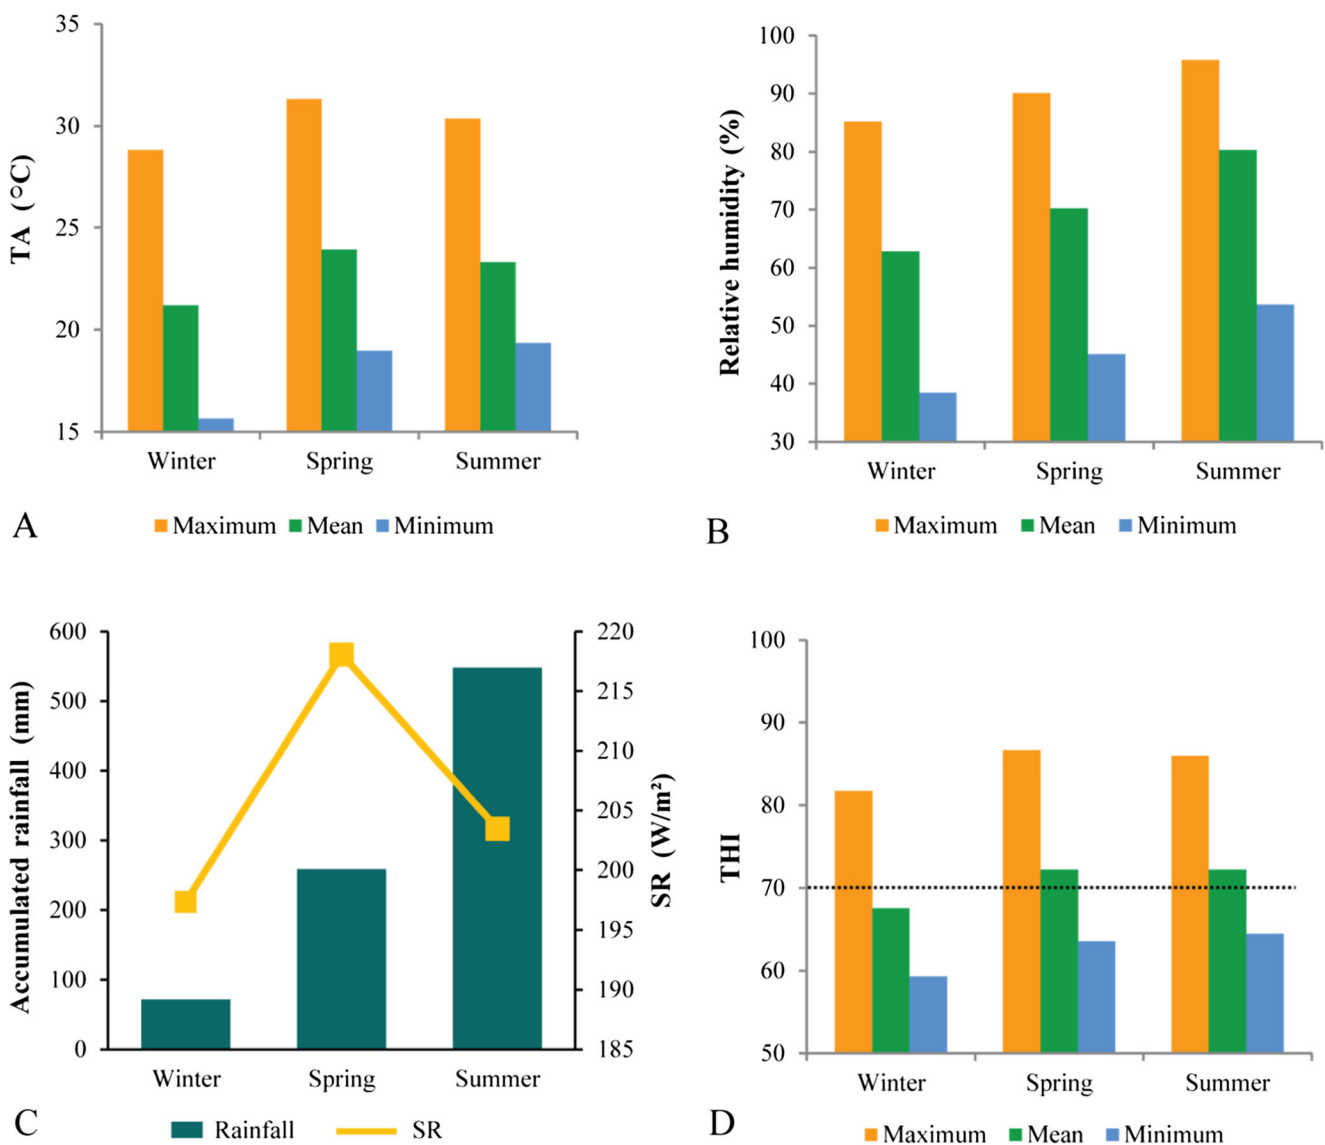 TA (°C)
35
30
25
20
15
Winter Spring Summer
A
Maximum Mean Minimum
Relative humidity (%)
100
90
80
70
60
50
40
30
Winter Spring Summer
B
Maximum Mean Minimum
Accumulated rainfall (mm)
600
500
400
300
200
100
0
220
215
210
205
200
195
190
185
SR (W/m²)
Winter Spring Summer
C
Rainfall SR
THI
100
90
80
70
60
50
Winter Spring Summer
D
Maximum Mean Minimum